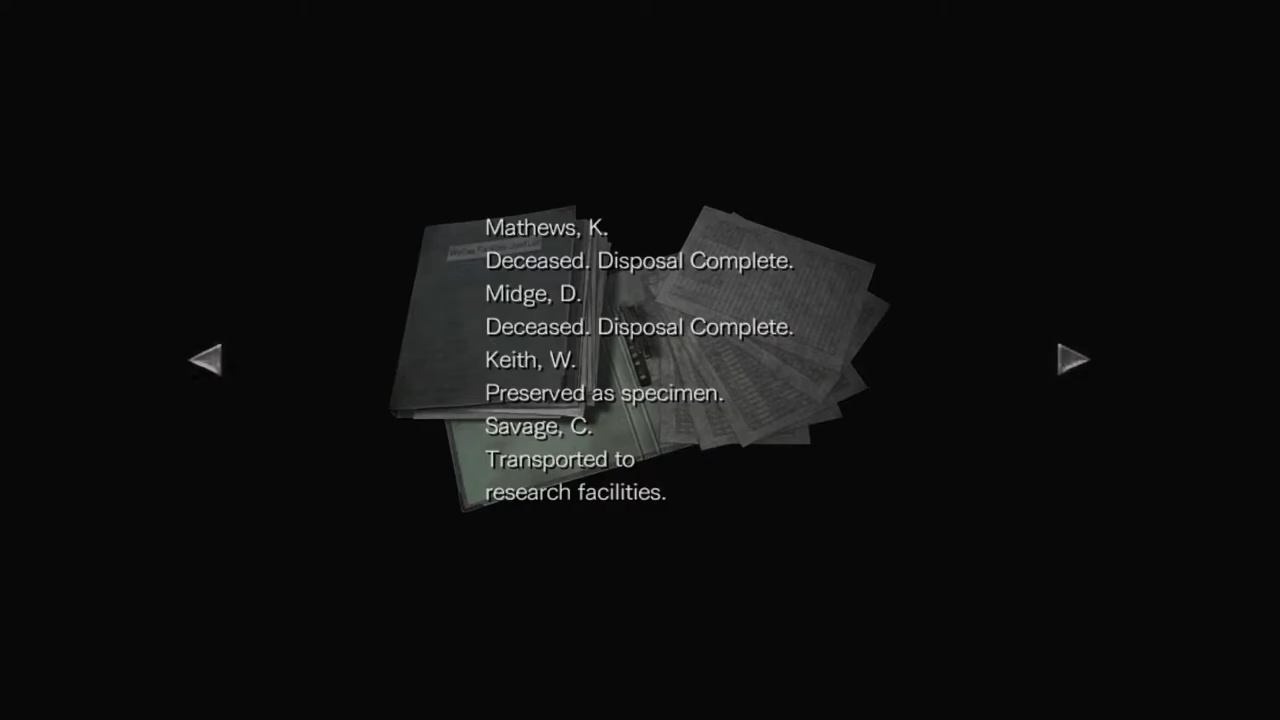 Mathews, K.
Deceased. Disposal Complete.
Midge, D.
Deceased. Disposal Complete.
Keith, W.
Preserved as specimen.
Savage, C.
Transported to
research facilities.